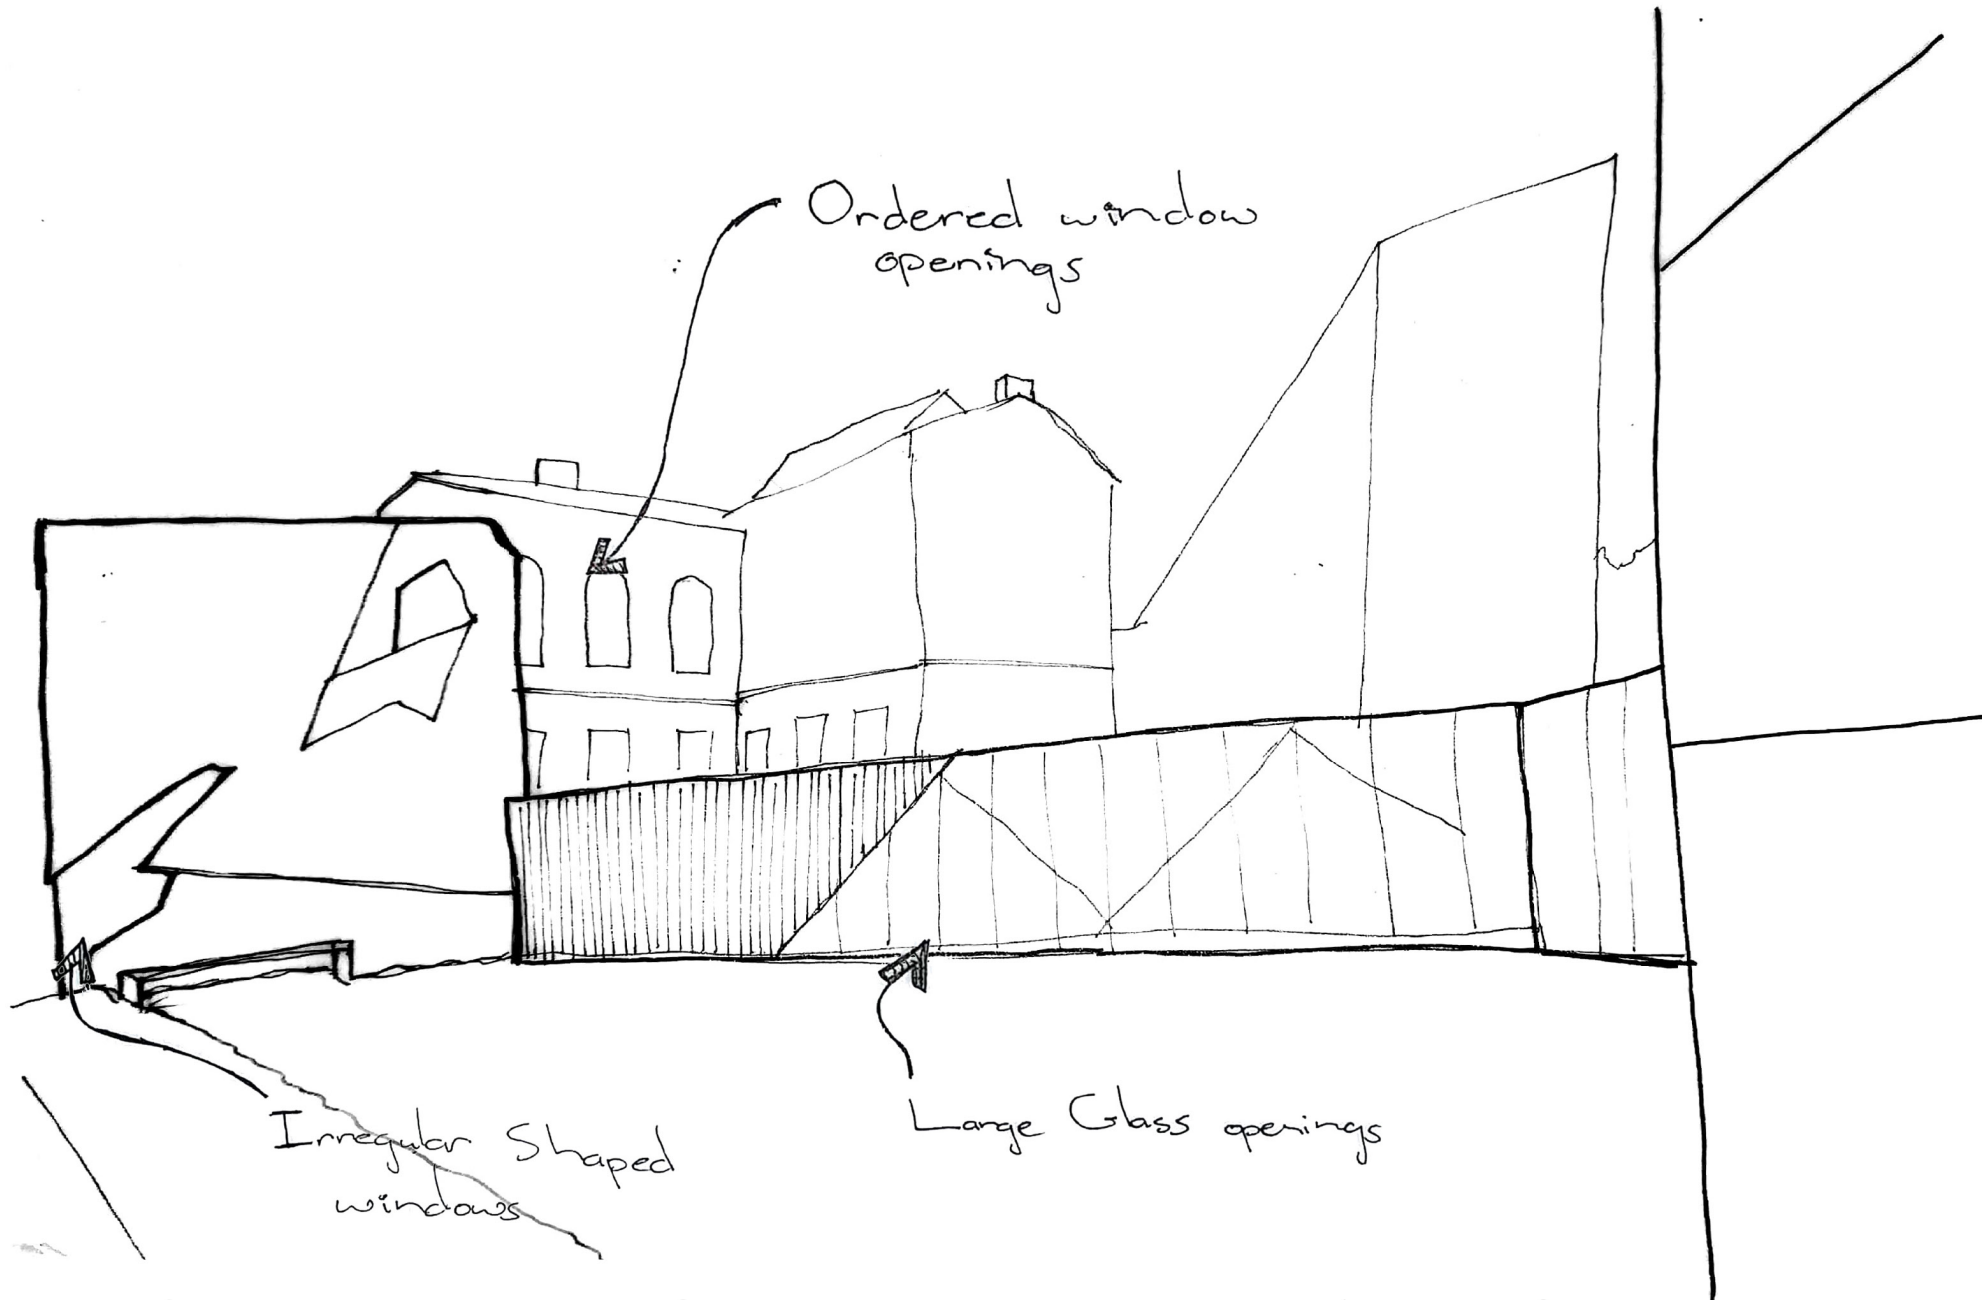 Ordered window
openings
Irregular Shaped
windows
Large Glass openings